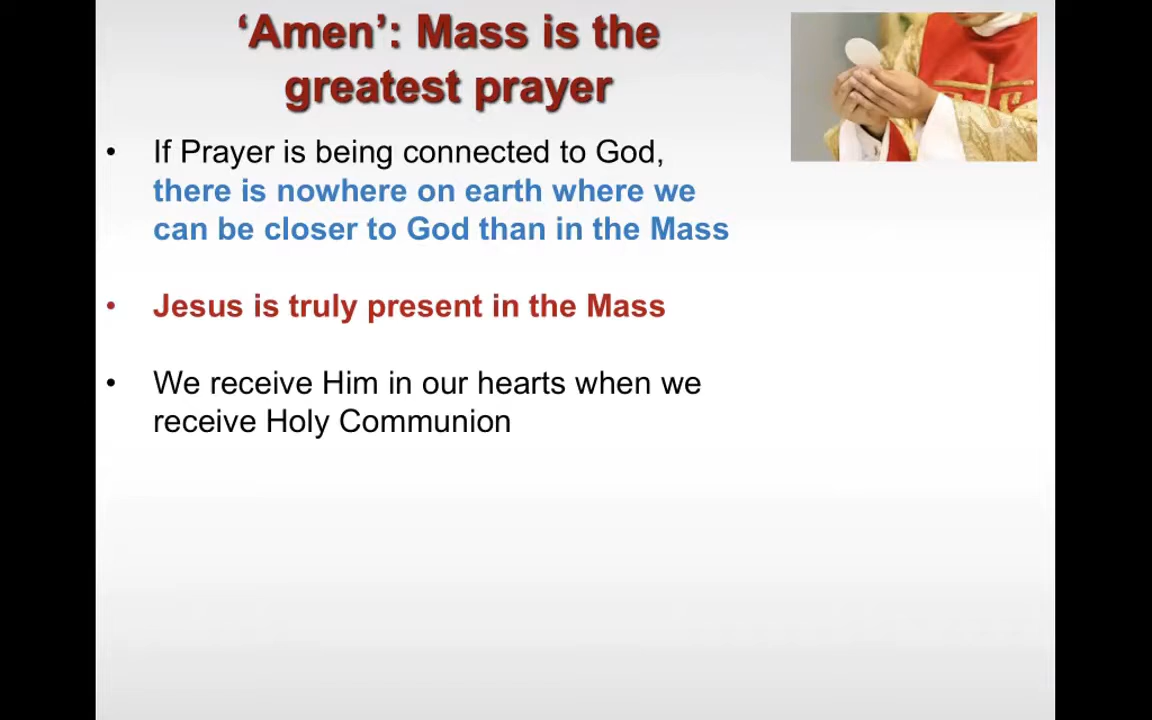 ‘Amen’: Mass is the
greatest prayer
• If Prayer is being connected to God,
there is nowhere on earth where we
can be closer to God than in the Mass
• Jesus is truly present in the Mass
• We receive Him in our hearts when we
receive Holy Communion